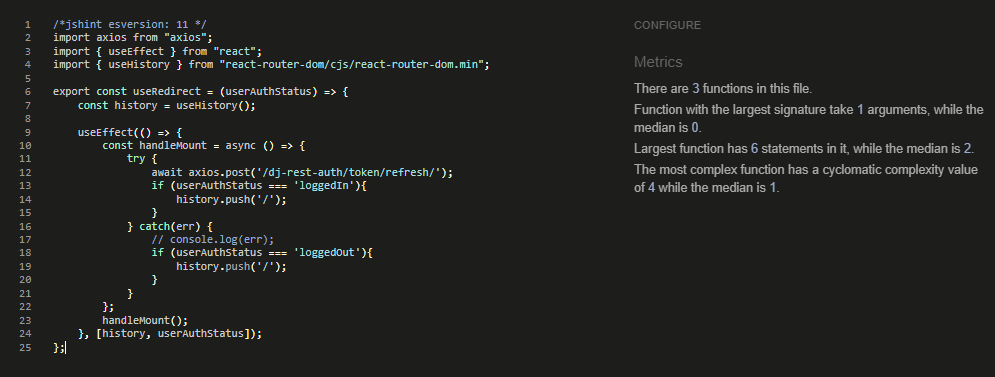 1 /*jshint esversion: 11 */
2 import axios from "axios";
3 import { useEffect } from "react";
4 import { useHistory } from "react-router-dom/cjs/react-router-dom.min";
5
6 export const useRedirect = (userAuthStatus) => {
7     const history = useHistory();
8
9     useEffect(() => {
10         const handleMount = async () => {
11             try {
12                 await axios.post('/dj-rest-auth/token/refresh/');
13                 if (userAuthStatus === 'loggedIn'){
14                     history.push('/');
15                 }
16             } catch(err) {
17                 // console.log(err);
18                 if (userAuthStatus === 'loggedOut'){
19                     history.push('/');
20                 }
21             }
22         };
23         handleMount();
24     }, [history, userAuthStatus]);
25 };
CONFIGURE
Metrics
There are 3 functions in this file.
Function with the largest signature take 1 arguments, while the
median is 0.
Largest function has 6 statements in it, while the median is 2.
The most complex function has a cyclomatic complexity value
of 4 while the median is 1.